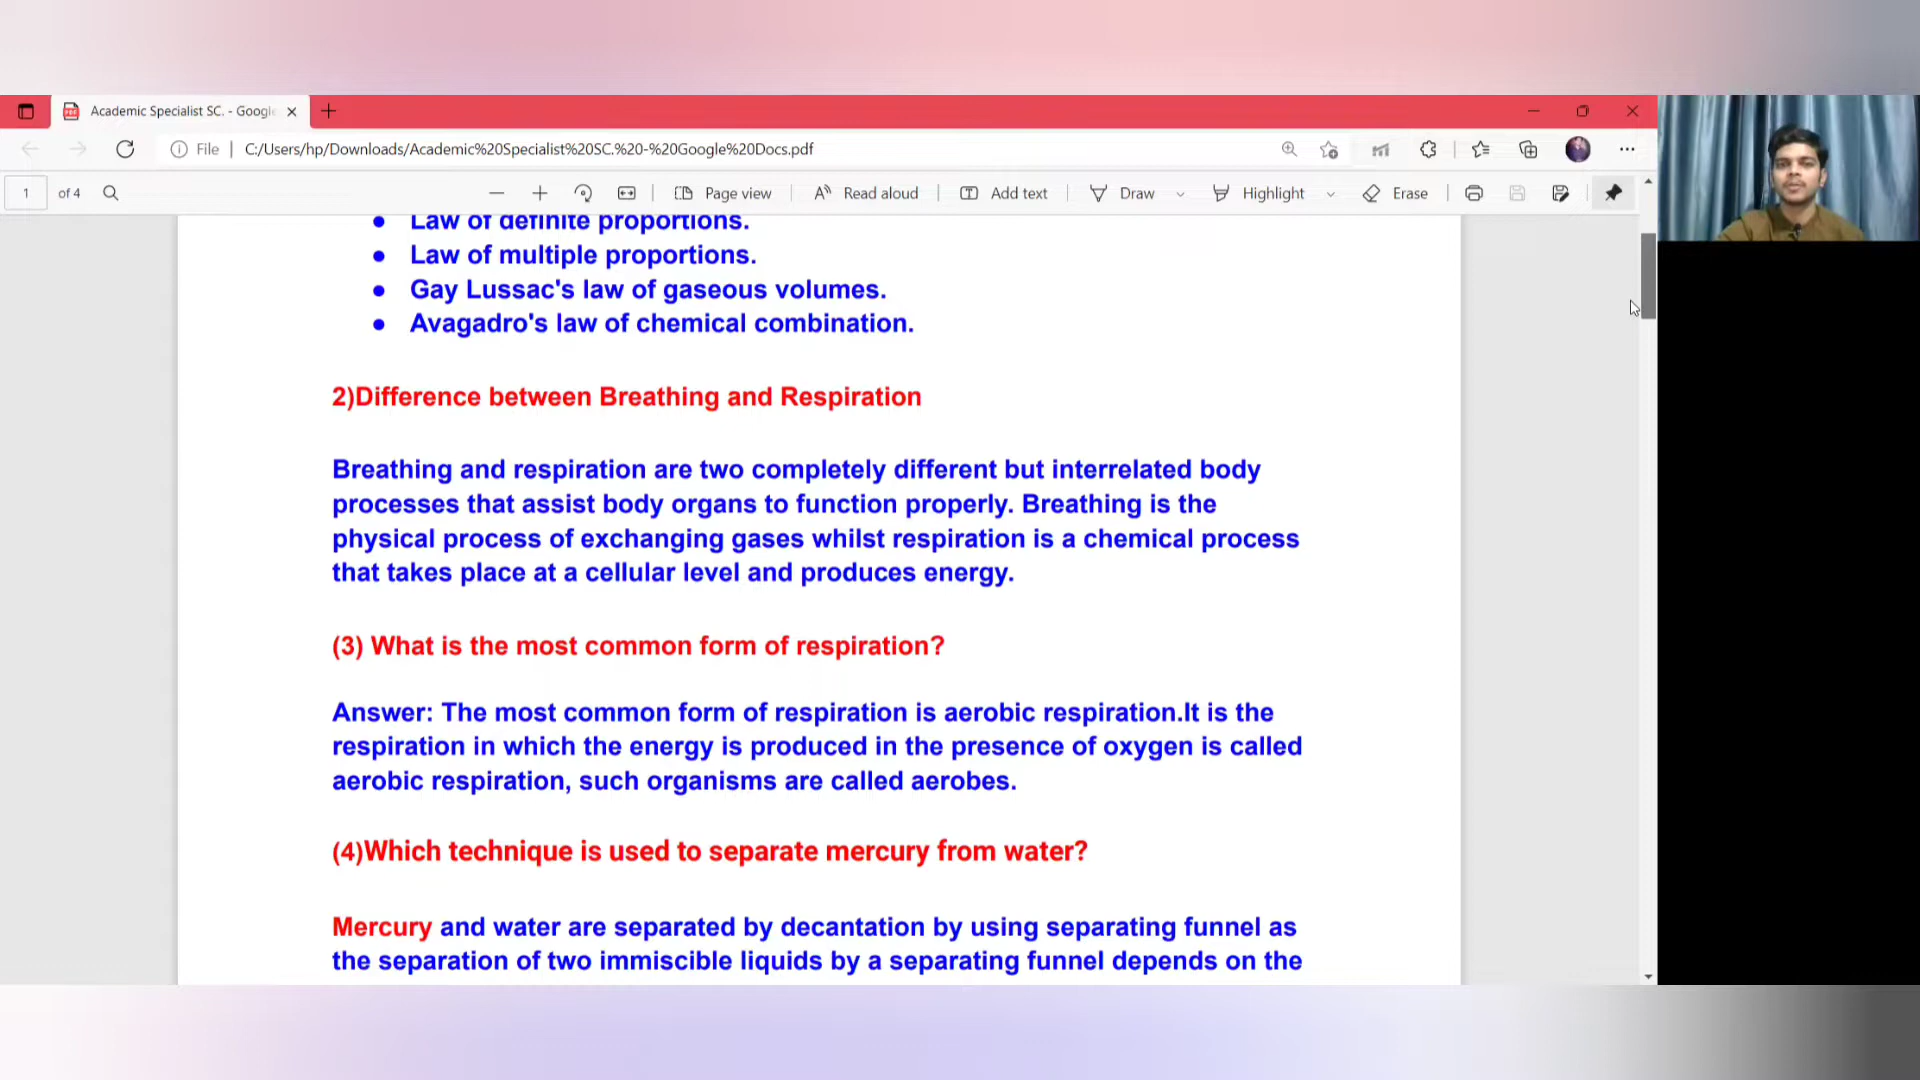 Academic Specialist SC. - Google
File
C:/Users/hp/Downloads/Academic%20Specialist%20SC.%20-%20Google%20Docs.pdf
1 of 4
Page view
Read aloud
Add text
Draw
Highlight
Erase
● Law of definite proportions.
● Law of multiple proportions.
● Gay Lussac's law of gaseous volumes.
● Avagadro's law of chemical combination.
2)Difference between Breathing and Respiration
Breathing and respiration are two completely different but interrelated body
processes that assist body organs to function properly. Breathing is the
physical process of exchanging gases whilst respiration is a chemical process
that takes place at a cellular level and produces energy.
(3) What is the most common form of respiration?
Answer: The most common form of respiration is aerobic respiration.It is the
respiration in which the energy is produced in the presence of oxygen is called
aerobic respiration, such organisms are called aerobes.
(4)Which technique is used to separate mercury from water?
Mercury and water are separated by decantation by using separating funnel as
the separation of two immiscible liquids by a separating funnel depends on the